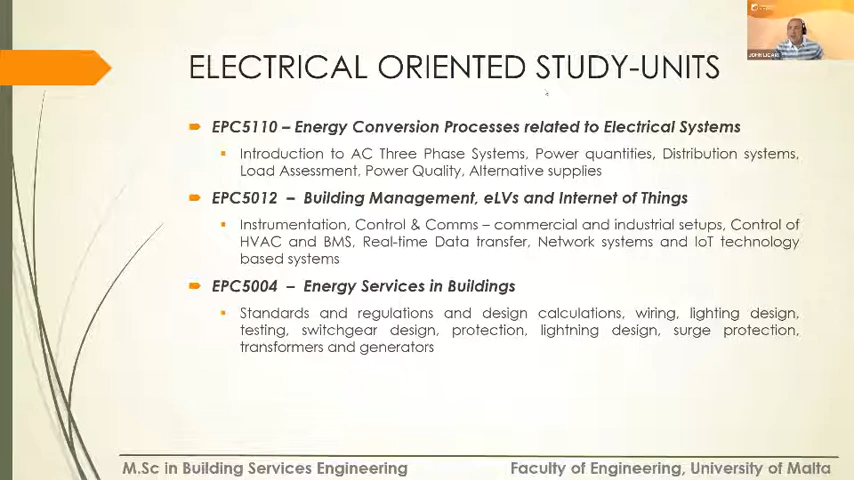 ELECTRICAL ORIENTED STUDY-UNITS
EPC5110 – Energy Conversion Processes related to Electrical Systems
Introduction to AC Three Phase Systems, Power quantities, Distribution systems,
Load Assessment, Power Quality, Alternative supplies
EPC5012 – Building Management, eLVs and Internet of Things
Instrumentation, Control & Comms – commercial and industrial setups, Control of
HVAC and BMS, Real-time Data transfer, Network systems and IoT technology
based systems
EPC5004 – Energy Services in Buildings
Standards and regulations and design calculations, wiring, lighting design,
testing, switchgear design, protection, lightning design, surge protection,
transformers and generators
M.Sc in Building Services Engineering
Faculty of Engineering, University of Malta